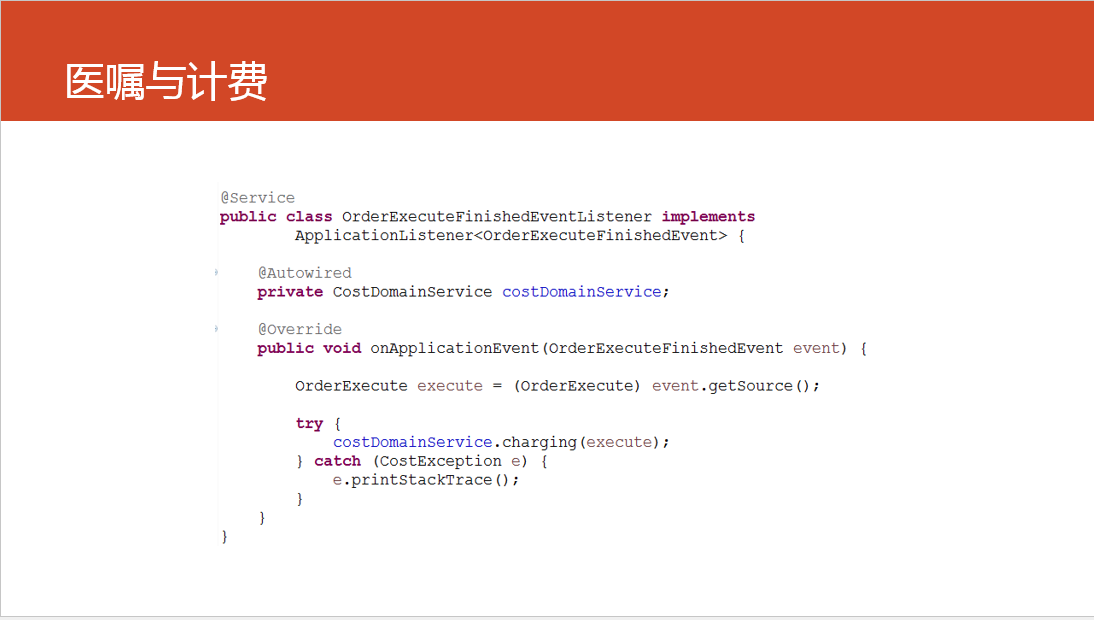 医嘱与计费
@Service
public class OrderExecuteFinishedEventListener implements
ApplicationListener<OrderExecuteFinishedEvent> {
@Autowired
private CostDomainService costDomainService;
@Override
public void onApplicationEvent(OrderExecuteFinishedEvent event) {
OrderExecute execute = (OrderExecute) event.getSource();
try {
costDomainService.charging(execute);
} catch (CostException e) {
e.printStackTrace();
}
}
}